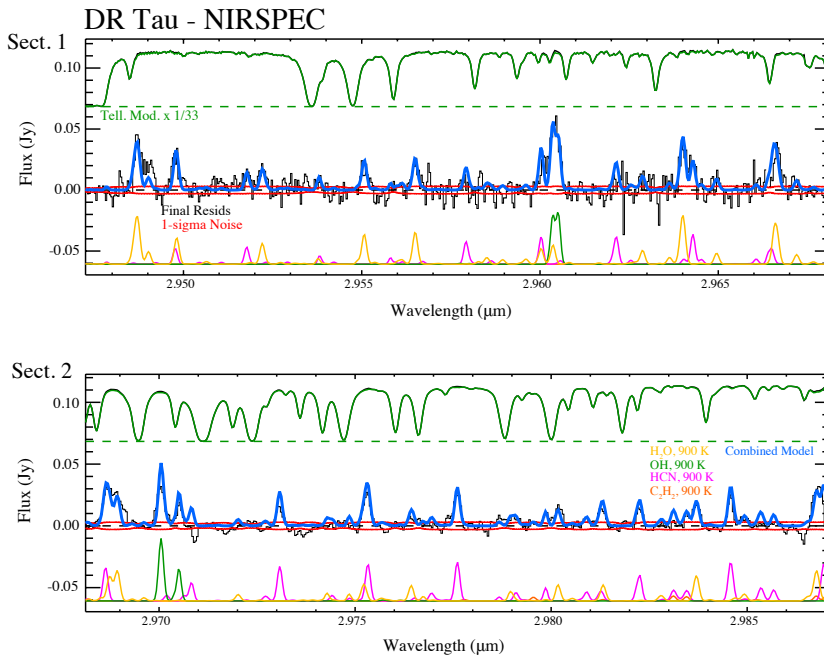 DR Tau - NIRSPEC
Sect. 1
0.10
0.05
0.00
-0.05
Flux (Jy)
Tell. Mod. x 1/33
Final Resids
1-sigma Noise
2.950
2.955
2.960
2.965
Wavelength (μm)
Sect. 2
0.10
0.05
0.00
-0.05
Flux (Jy)
H₂O, 900 K
Combined Model
OH, 900 K
HCN, 900 K
C₂H₂, 900 K
2.970
2.975
2.980
2.985
Wavelength (μm)